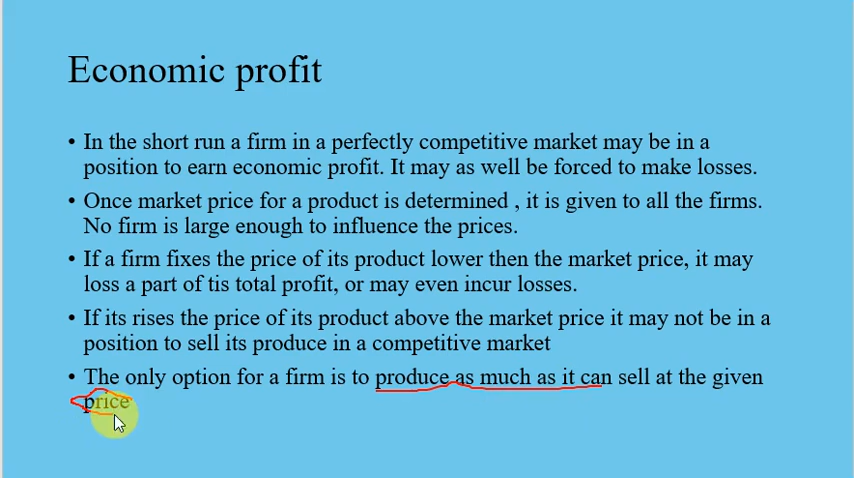 Economic profit
• In the short run a firm in a perfectly competitive market may be in a
position to earn economic profit. It may as well be forced to make losses.
• Once market price for a product is determined , it is given to all the firms.
No firm is large enough to influence the prices.
• If a firm fixes the price of its product lower then the market price, it may
loss a part of tis total profit, or may even incur losses.
• If its rises the price of its product above the market price it may not be in a
position to sell its produce in a competitive market
• The only option for a firm is to produce as much as it can sell at the given
price